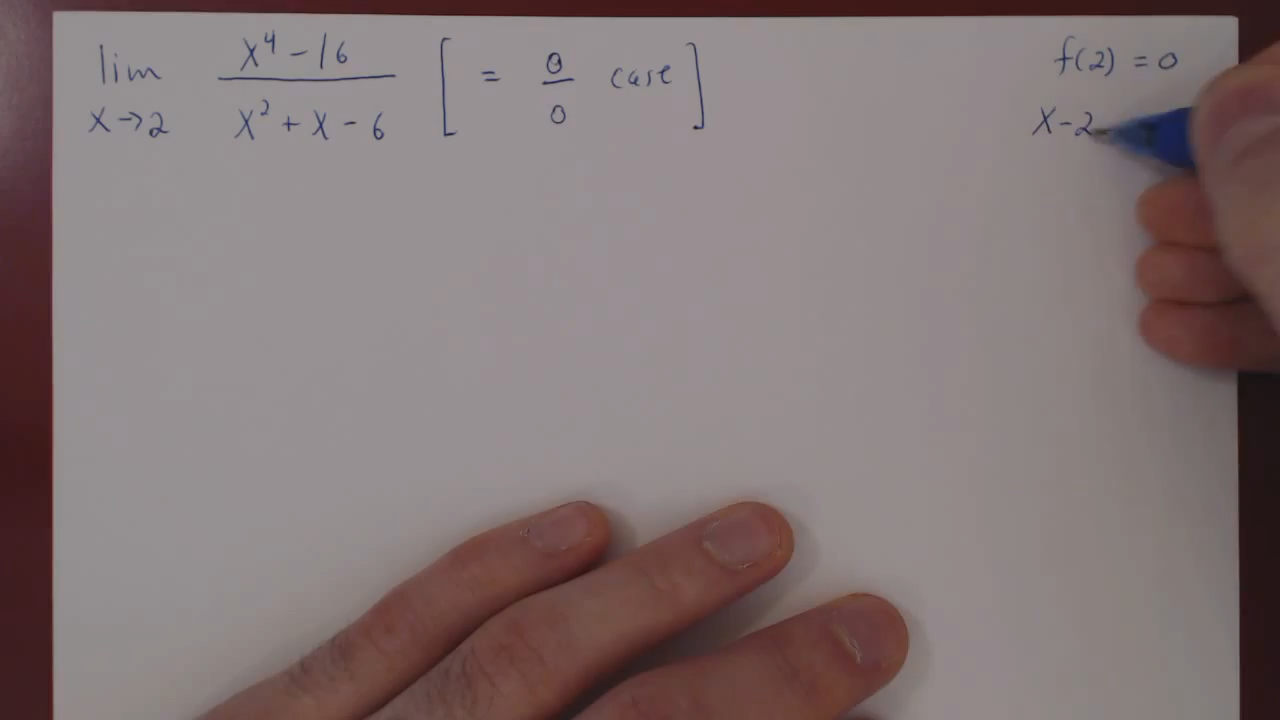 lim x⁴ - 16 [ = 0 case ] f(2) = 0
x→2 x² + x - 6 0 x - 2